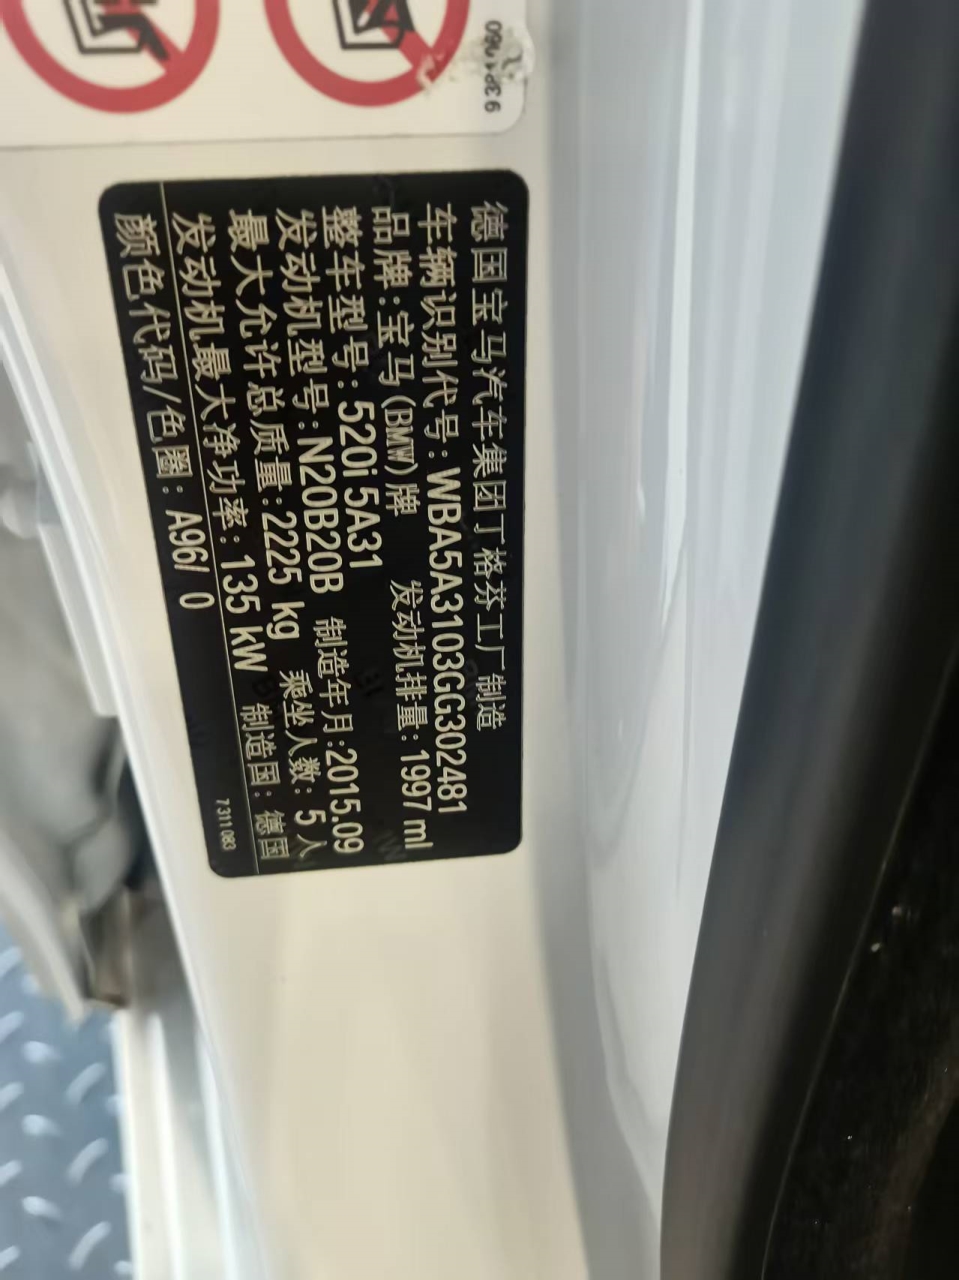 德国宝马汽车集团丁格芬工厂制造
车辆识别代号:WBA5A3103GG302481
品牌:宝马(BMW)牌 发动机排量:1997 ml
整车型号:520i 5A31 制造年月:2015.09
发动机型号:N20B20B 乘坐人数:5人
最大允许总质量:2225 kg 制造国:德国
发动机最大净功率:135 kW
颜色代码/色圈:A96/ 0
7 311 083